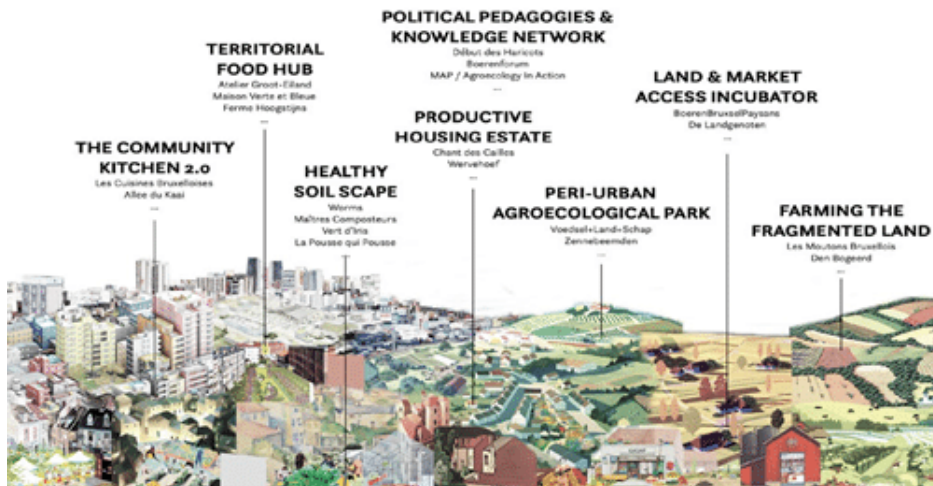 POLITICAL PEDAGOGIES &
KNOWLEDGE NETWORK
Début des Haricots
Boerenforum
MAP / Agroecology In Action
...
TERRITORIAL
FOOD HUB
Atelier Groot-Eiland
Maison Verte et Bleue
Ferme Hoogstijns
...
LAND & MARKET
ACCESS INCUBATOR
BoerenBruxselPaysans
De Landgenoten
...
PRODUCTIVE
HOUSING ESTATE
Chant des Cailles
Wervehoef
...
THE COMMUNITY
KITCHEN 2.0
Les Cuisines Bruxelloises
Allee du Kaai
...
HEALTHY
SOIL SCAPE
Worms
Maîtres Composteurs
Vert d'Iris
La Pousse qui Pousse
PERI-URBAN
AGROECOLOGICAL PARK
Voedsel+Land+Schap
Zennebeemden
...
FARMING THE
FRAGMENTED LAND
Les Moutons Bruxellois
Den Bogeerd
...